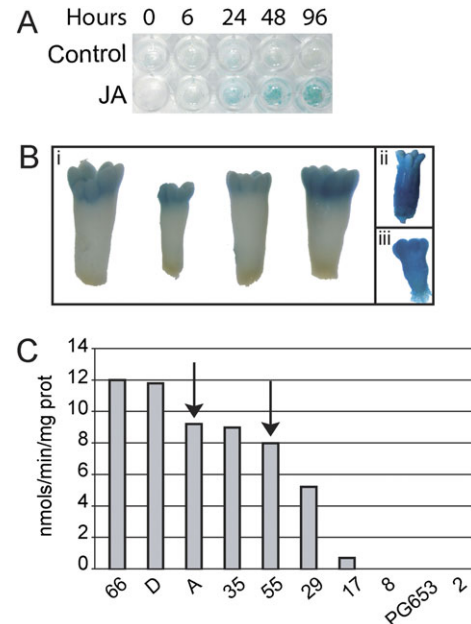 A
Hours 0 6 24 48 96
Control
JA
B
i
ii
iii
C
nmols/min/mg prot
14
12
10
8
6
4
2
0
66 D A 35 55 29 17 8 PG653 2